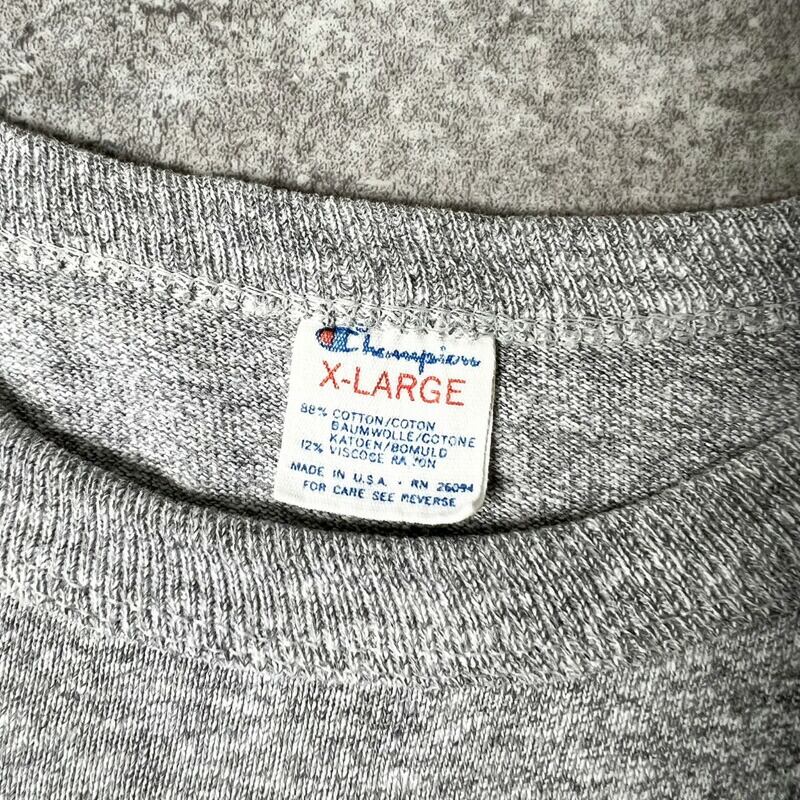 Champion
X-LARGE
88% COTTON/COTON
BAUMWOLLE/COTONE
KATOEN/BOMULD
12% VISCOSE RAYON
MADE IN U.S.A. · RN 26094
FOR CARE SEE REVERSE